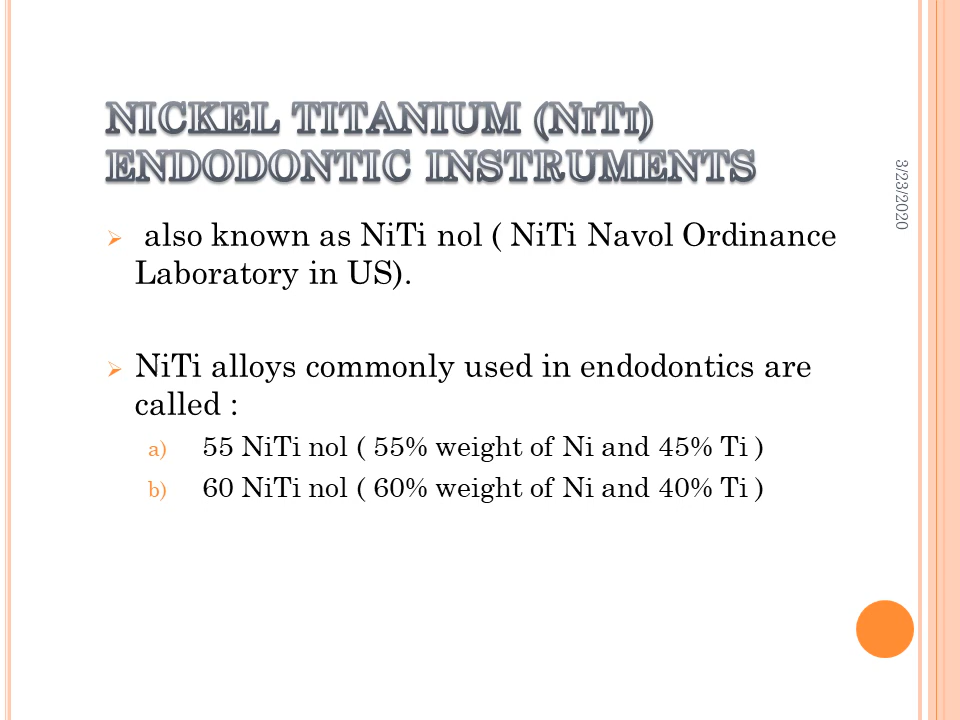 NICKEL TITANIUM (NiTi)
ENDODONTIC INSTRUMENTS
3/23/2020
also known as NiTi nol ( NiTi Navol Ordinance
Laboratory in US).
NiTi alloys commonly used in endodontics are
called :
a) 55 NiTi nol ( 55% weight of Ni and 45% Ti )
b) 60 NiTi nol ( 60% weight of Ni and 40% Ti )